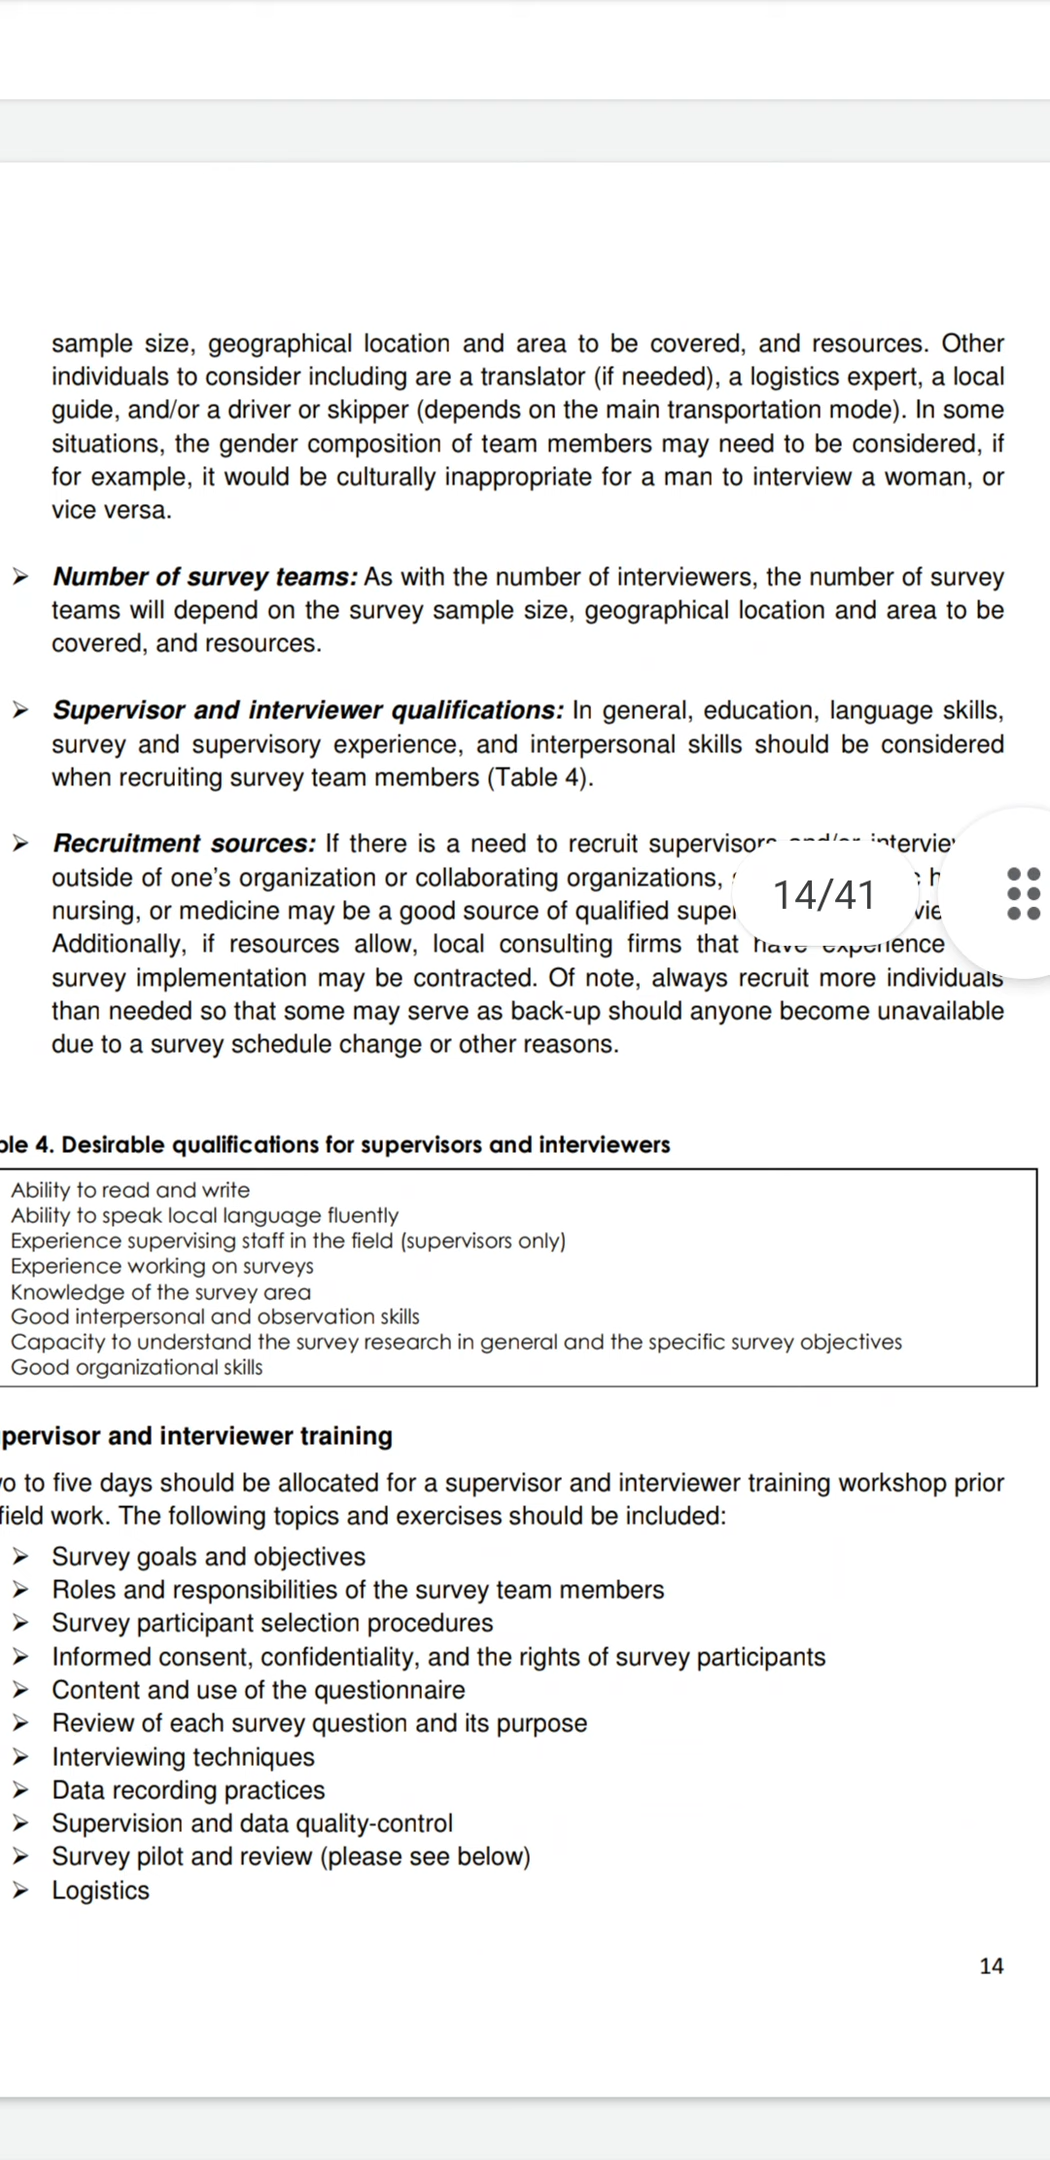 sample size, geographical location and area to be covered, and resources. Other
individuals to consider including are a translator (if needed), a logistics expert, a local
guide, and/or a driver or skipper (depends on the main transportation mode). In some
situations, the gender composition of team members may need to be considered, if
for example, it would be culturally inappropriate for a man to interview a woman, or
vice versa.
➢ Number of survey teams: As with the number of interviewers, the number of survey
teams will depend on the survey sample size, geographical location and area to be
covered, and resources.
➢ Supervisor and interviewer qualifications: In general, education, language skills,
survey and supervisory experience, and interpersonal skills should be considered
when recruiting survey team members (Table 4).
➢ Recruitment sources: If there is a need to recruit supervisors and/or
outside of one's organization or collaborating organizations,
nursing, or medicine may be a good source of qualified
Additionally, if resources allow, local consulting firms that have experience
survey implementation may be contracted. Of note, always recruit more individuals
than needed so that some may serve as back-up should anyone become unavailable
due to a survey schedule change or other reasons.
14/41
4. Desirable qualifications for supervisors and interviewers
Ability to read and write
Ability to speak local language fluently
Experience supervising staff in the field (supervisors only)
Experience working on surveys
Knowledge of the survey area
Good interpersonal and observation skills
Capacity to understand the survey research in general and the specific survey objectives
Good organizational skills
pervisor and interviewer training
o to five days should be allocated for a supervisor and interviewer training workshop prior
field work. The following topics and exercises should be included:
➢ Survey goals and objectives
➢ Roles and responsibilities of the survey team members
➢ Survey participant selection procedures
➢ Informed consent, confidentiality, and the rights of survey participants
➢ Content and use of the questionnaire
➢ Review of each survey question and its purpose
➢ Interviewing techniques
➢ Data recording practices
➢ Supervision and data quality-control
➢ Survey pilot and review (please see below)
➢ Logistics
14